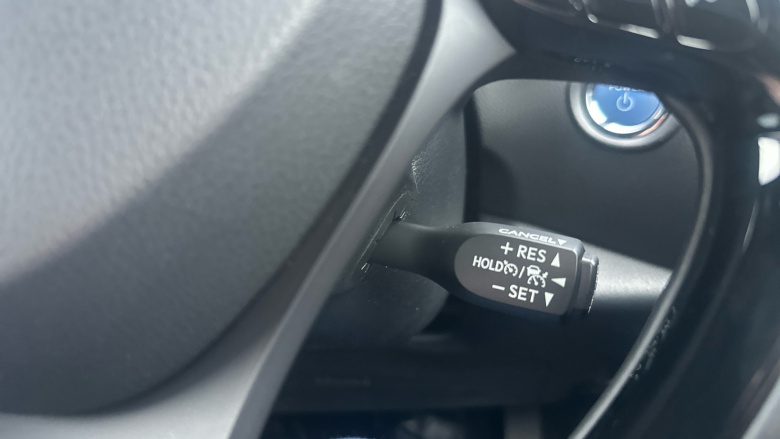 CANCEL▼
+ RES ▲
HOLD / ◄
− SET ▼